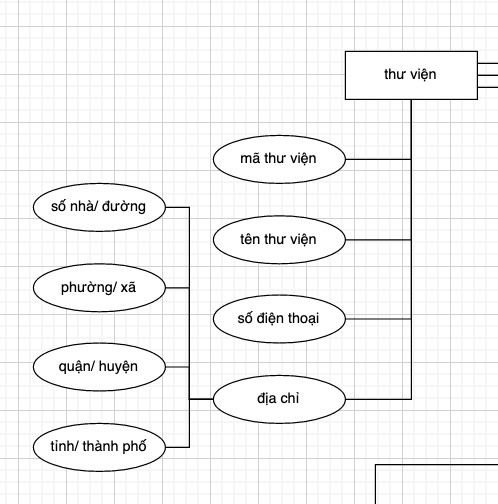 thư viện
mã thư viện
tên thư viện
số điện thoại
địa chỉ
số nhà/ đường
phường/ xã
quận/ huyện
tỉnh/ thành phố